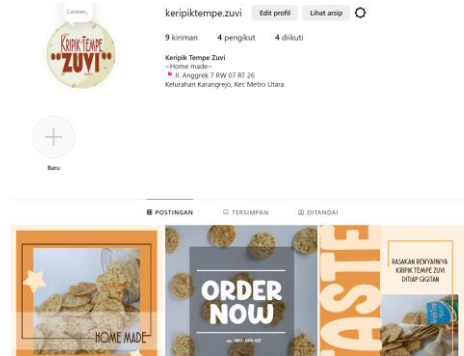 Catatan...
KRIPIK TEMPE
"ZUVI"
keripiktempe.zuvi
Edit profil
Lihat arsip
9 kiriman 4 pengikut 4 diikuti
Keripik Tempe Zuvi
~Home made~
Jl. Anggrek 7 RW 07 RT 26
Kelurahan Karangrejo, Kec Metro Utara
Baru
POSTINGAN
TERSIMPAN
DITANDAI
HOME MADE
ORDER
NOW
TASTE
RASAKAN RENYAHNYA
KRIPIK TEMPE ZUVI
DITIAP GIGITAN